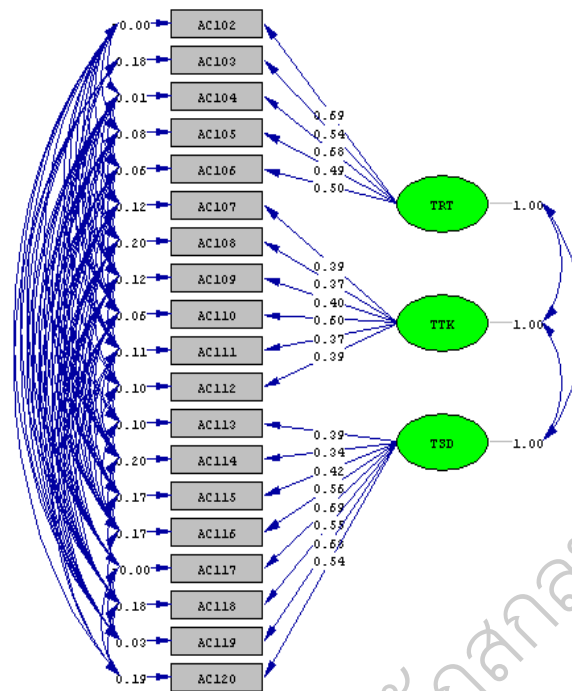 0.00 AC102
0.18 AC103
0.01 AC104
0.08 AC105
0.06 AC106
0.12 AC107
0.20 AC108
0.12 AC109
0.06 AC110
0.11 AC111
0.10 AC112
0.10 AC113
0.20 AC114
0.17 AC115
0.17 AC116
0.00 AC117
0.18 AC118
0.03 AC119
0.19 AC120
0.69
0.54
0.68
0.49
0.50
TRT 1.00
0.39
0.37
0.40
0.60
0.37
0.39
TTK 1.00
0.39
0.34
0.42
0.56
0.69
0.55
0.54
TSD 1.00